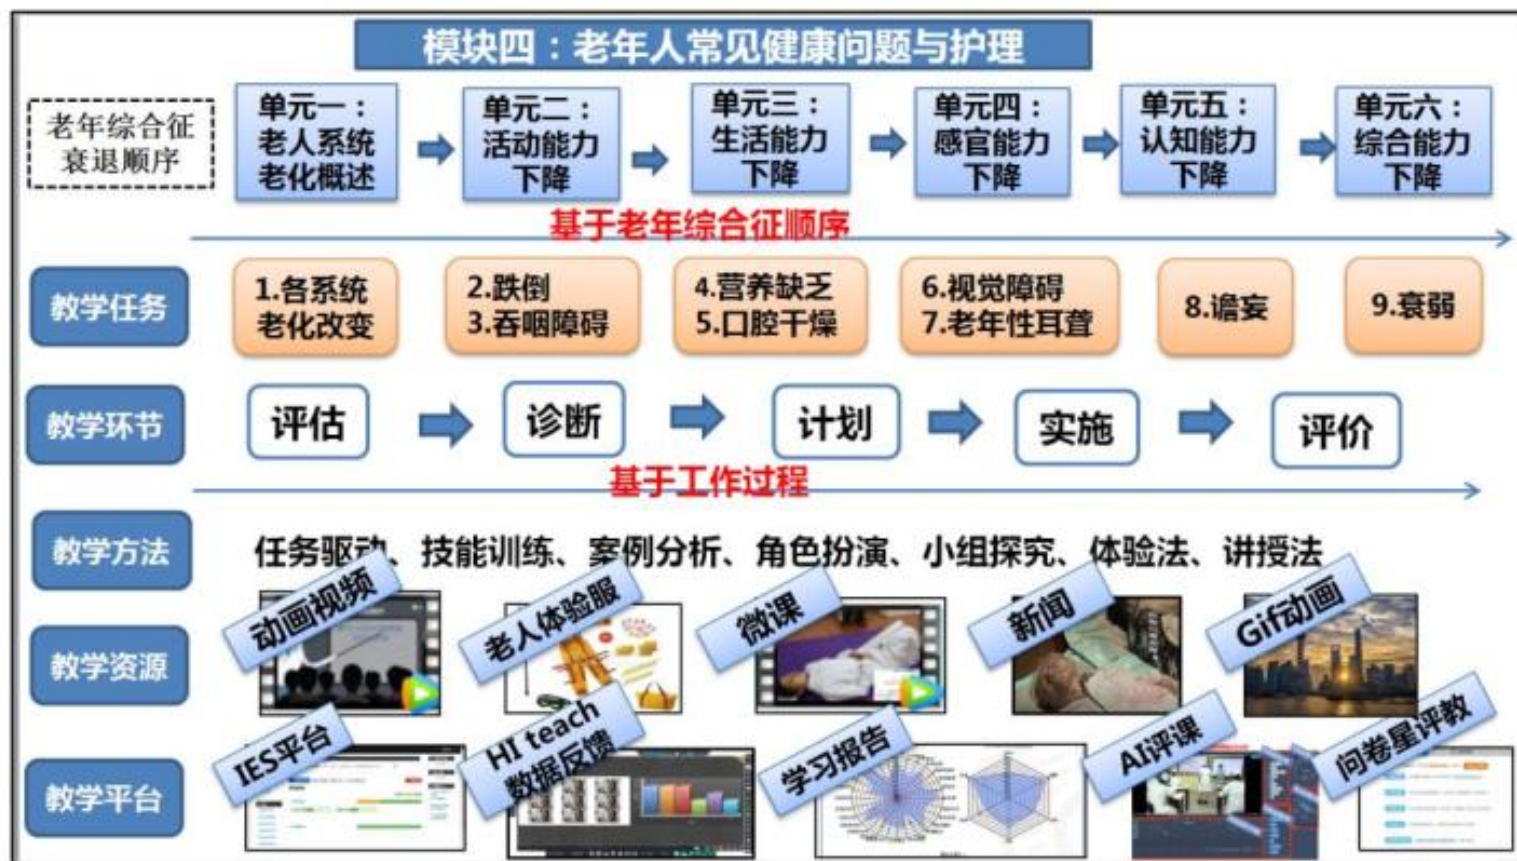 模块四：老年人常见健康问题与护理
老年综合征
衰退顺序
单元一：
老人系统
老化概述
单元二：
活动能力
下降
单元三：
生活能力
下降
单元四：
感官能力
下降
单元五：
认知能力
下降
单元六：
综合能力
下降
基于老年综合征顺序
教学任务
1.各系统
老化改变
2.跌倒
3.吞咽障碍
4.营养缺乏
5.口腔干燥
6.视觉障碍
7.老年性耳聋
8.谵妄
9.衰弱
教学环节
评估
诊断
计划
实施
评价
基于工作过程
教学方法
任务驱动、技能训练、案例分析、角色扮演、小组探究、体验法、讲授法
教学资源
动画视频
老人体验服
微课
新闻
Gif动画
教学平台
IES平台
HI teach
数据反馈
学习报告
AI评课
问卷星评教